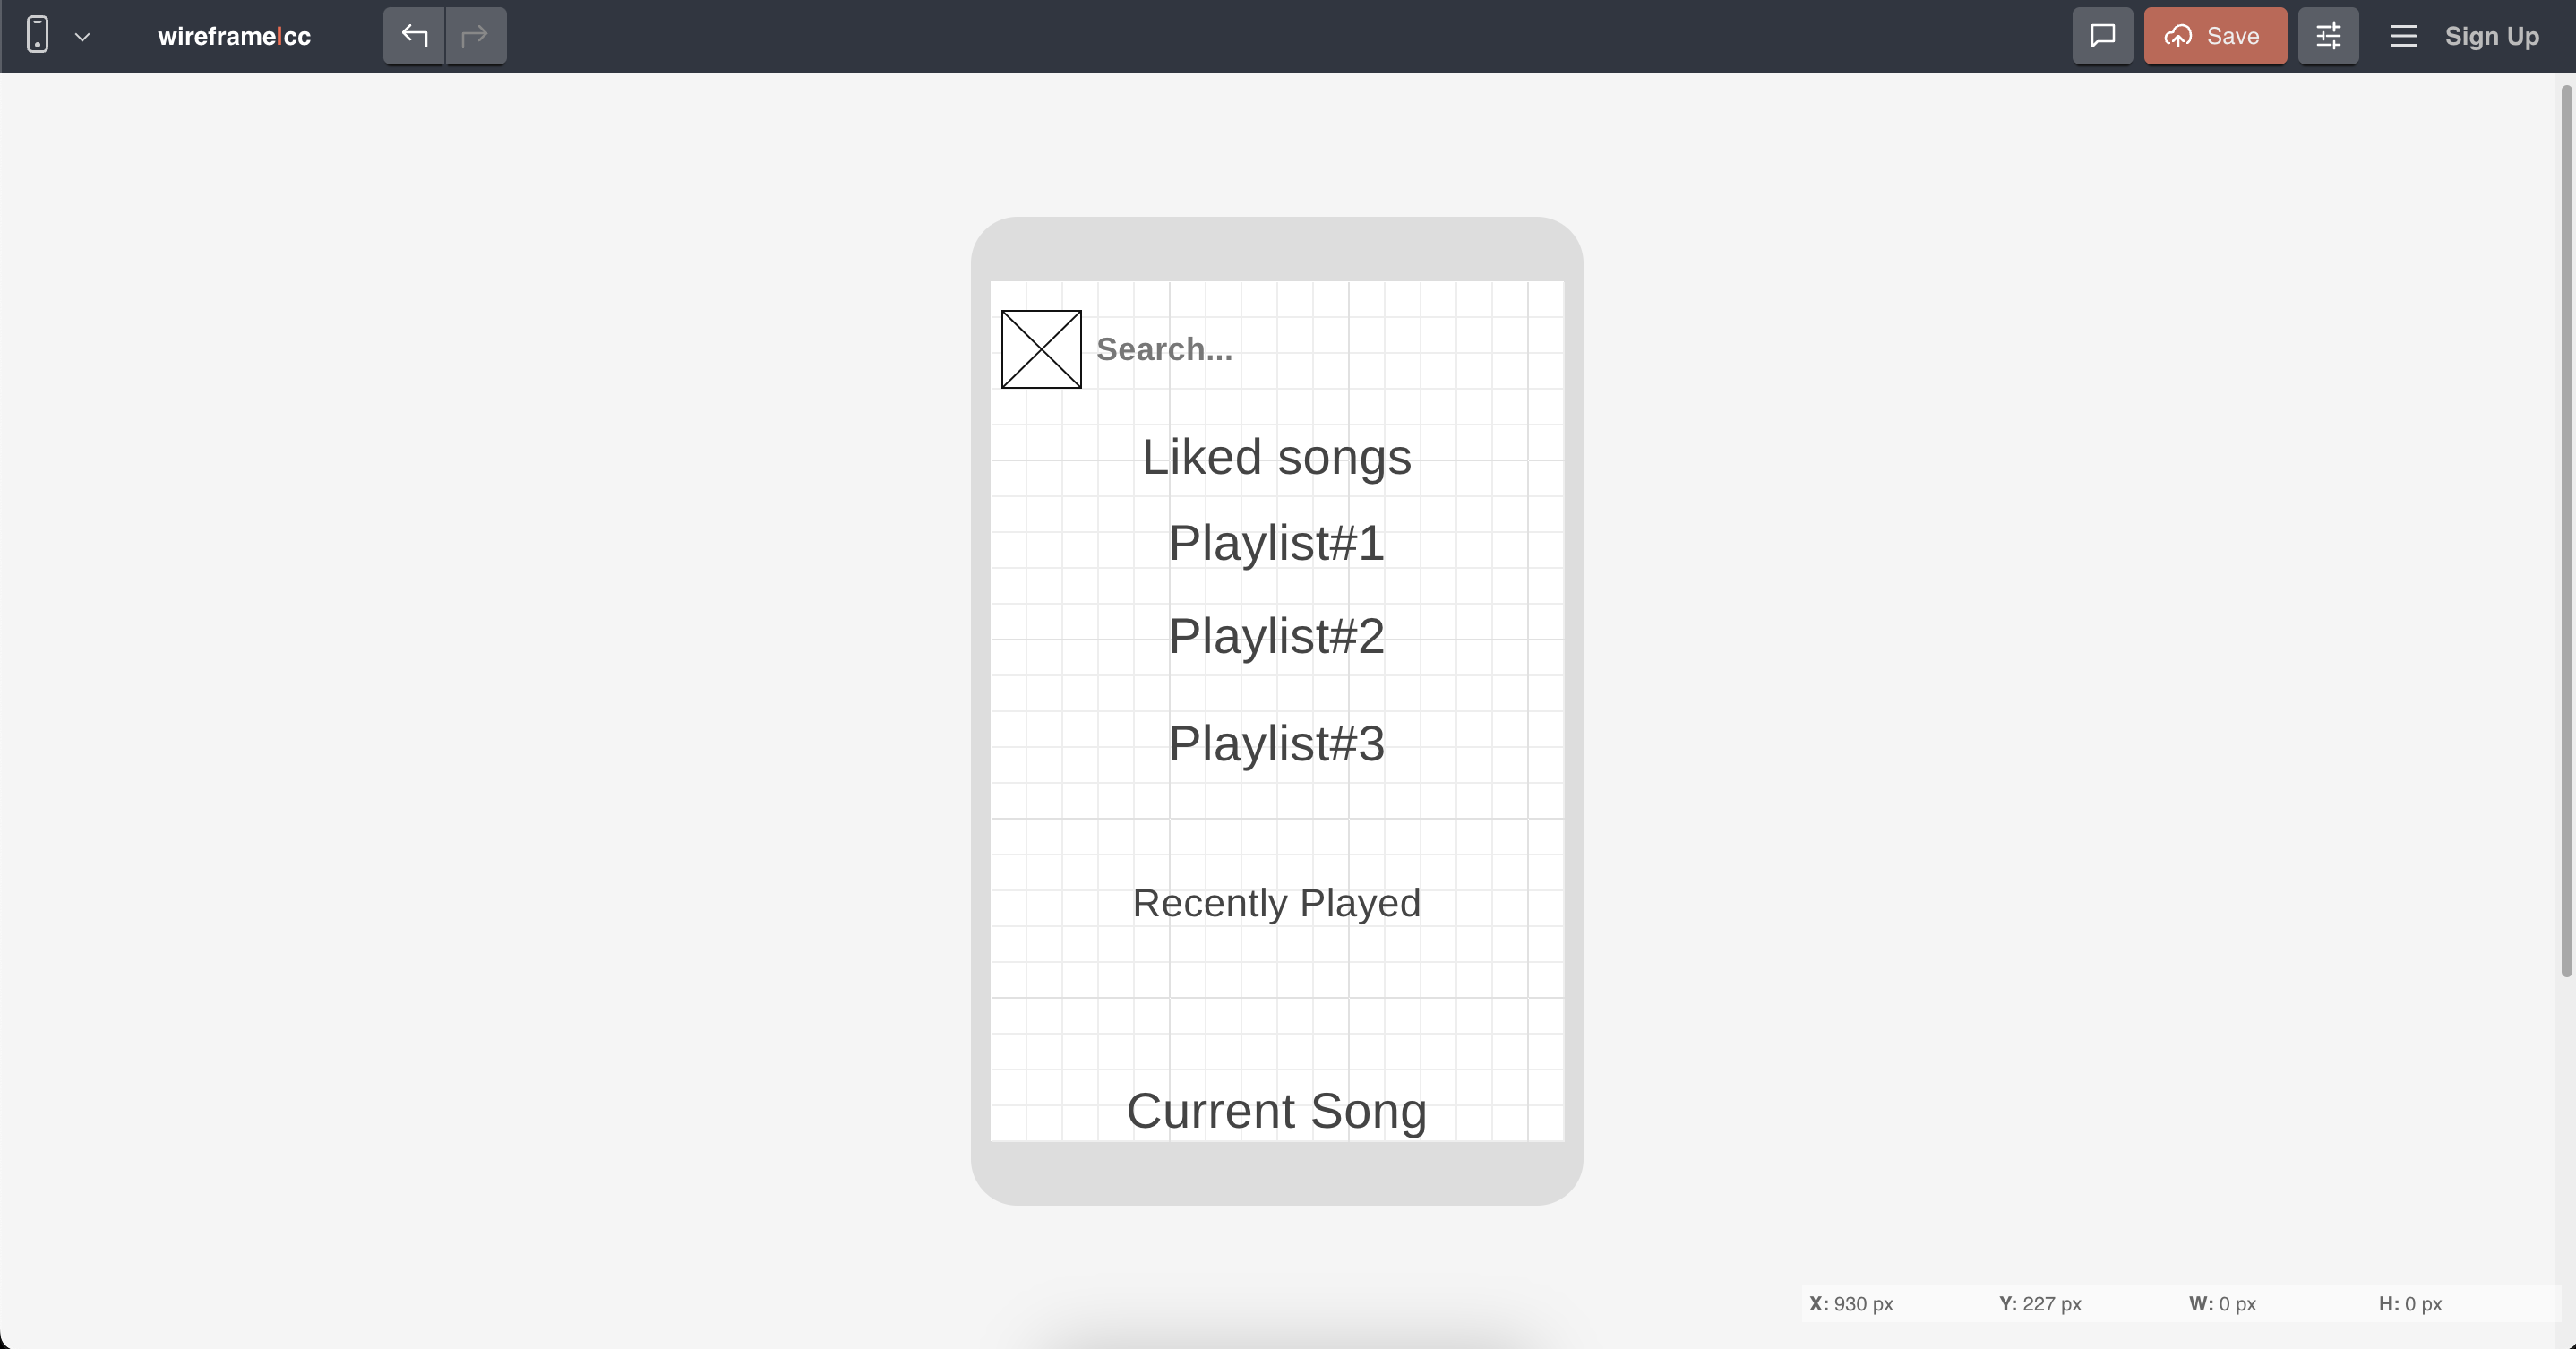 wireframe|cc
Save
Sign Up
Search...
Liked songs
Playlist#1
Playlist#2
Playlist#3
Recently Played
Current Song
X: 930 px Y: 227 px W: 0 px H: 0 px